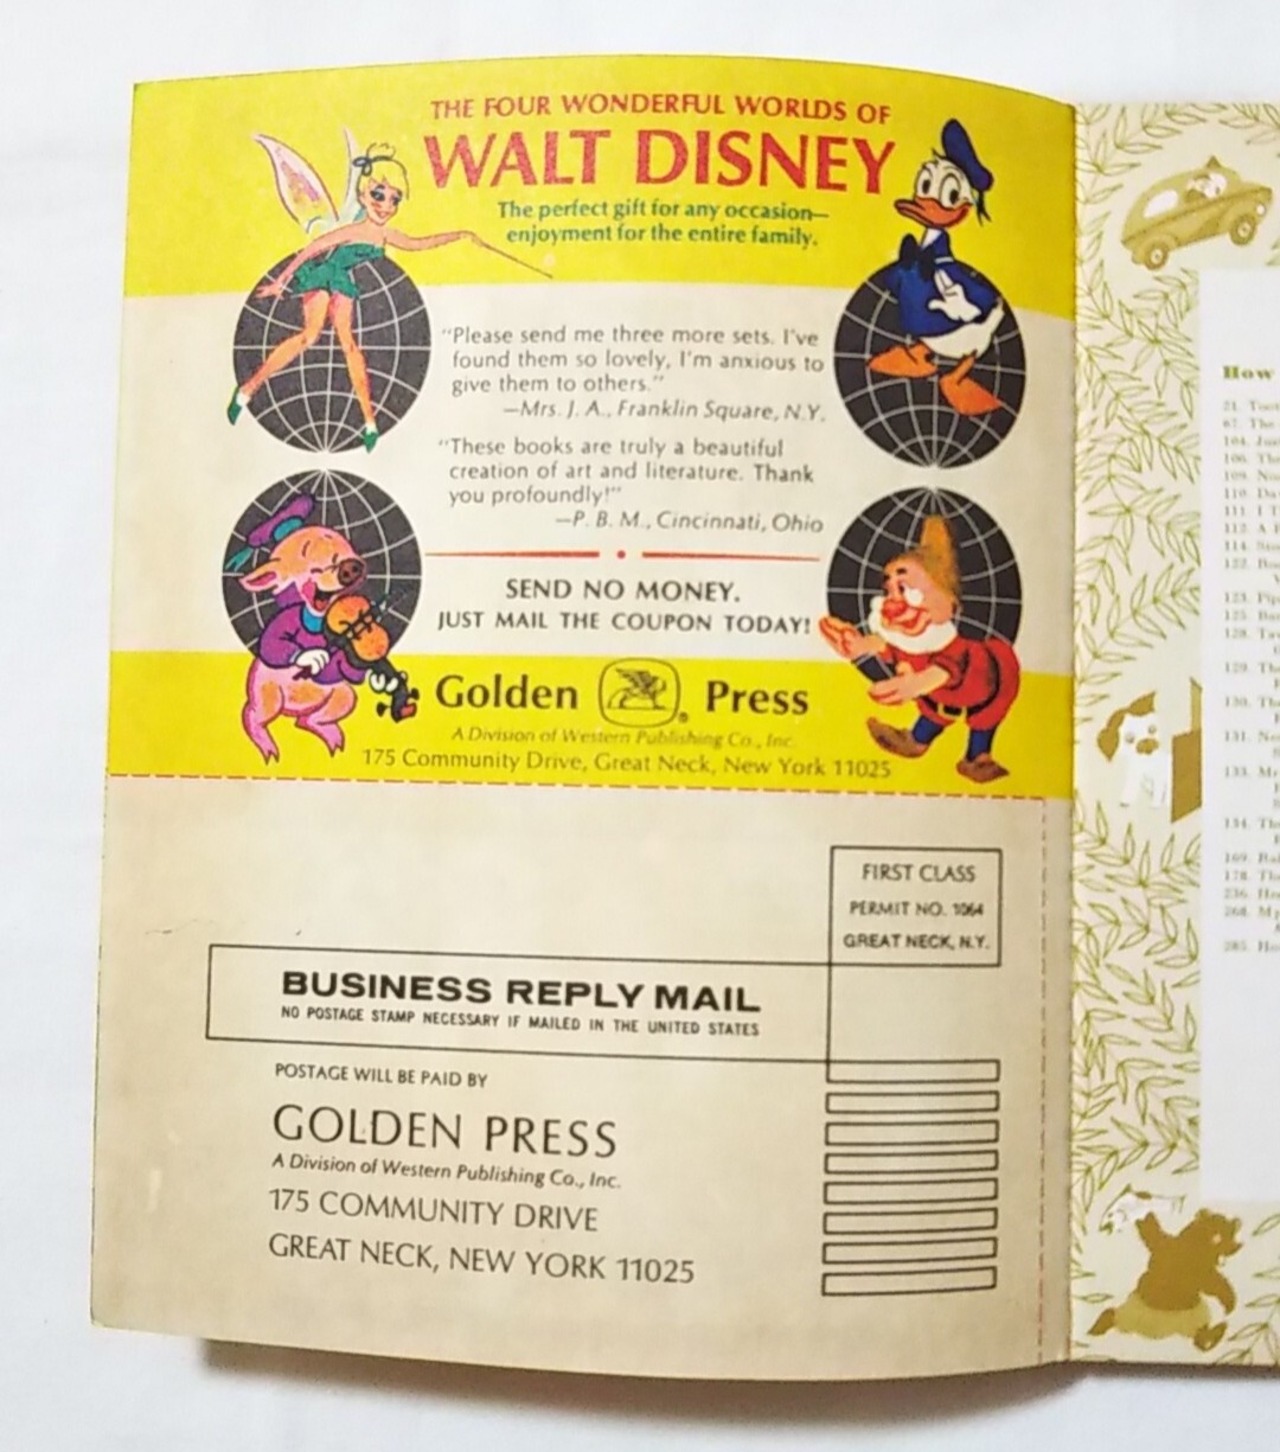 THE FOUR WONDERFUL WORLDS OF
WALT DISNEY
The perfect gift for any occasion—
enjoyment for the entire family.
“Please send me three more sets. I've
found them so lovely, I'm anxious to
give them to others.”
—Mrs. J. A., Franklin Square, N.Y.
“These books are truly a beautiful
creation of art and literature. Thank
you profoundly!”
—P. B. M., Cincinnati, Ohio
SEND NO MONEY.
JUST MAIL THE COUPON TODAY!
Golden Press
A Division of Western Publishing Co., Inc.
175 Community Drive, Great Neck, New York 11025
FIRST CLASS
PERMIT NO. 1064
GREAT NECK, N.Y.
BUSINESS REPLY MAIL
NO POSTAGE STAMP NECESSARY IF MAILED IN THE UNITED STATES
POSTAGE WILL BE PAID BY
GOLDEN PRESS
A Division of Western Publishing Co., Inc.
175 COMMUNITY DRIVE
GREAT NECK, NEW YORK 11025
How